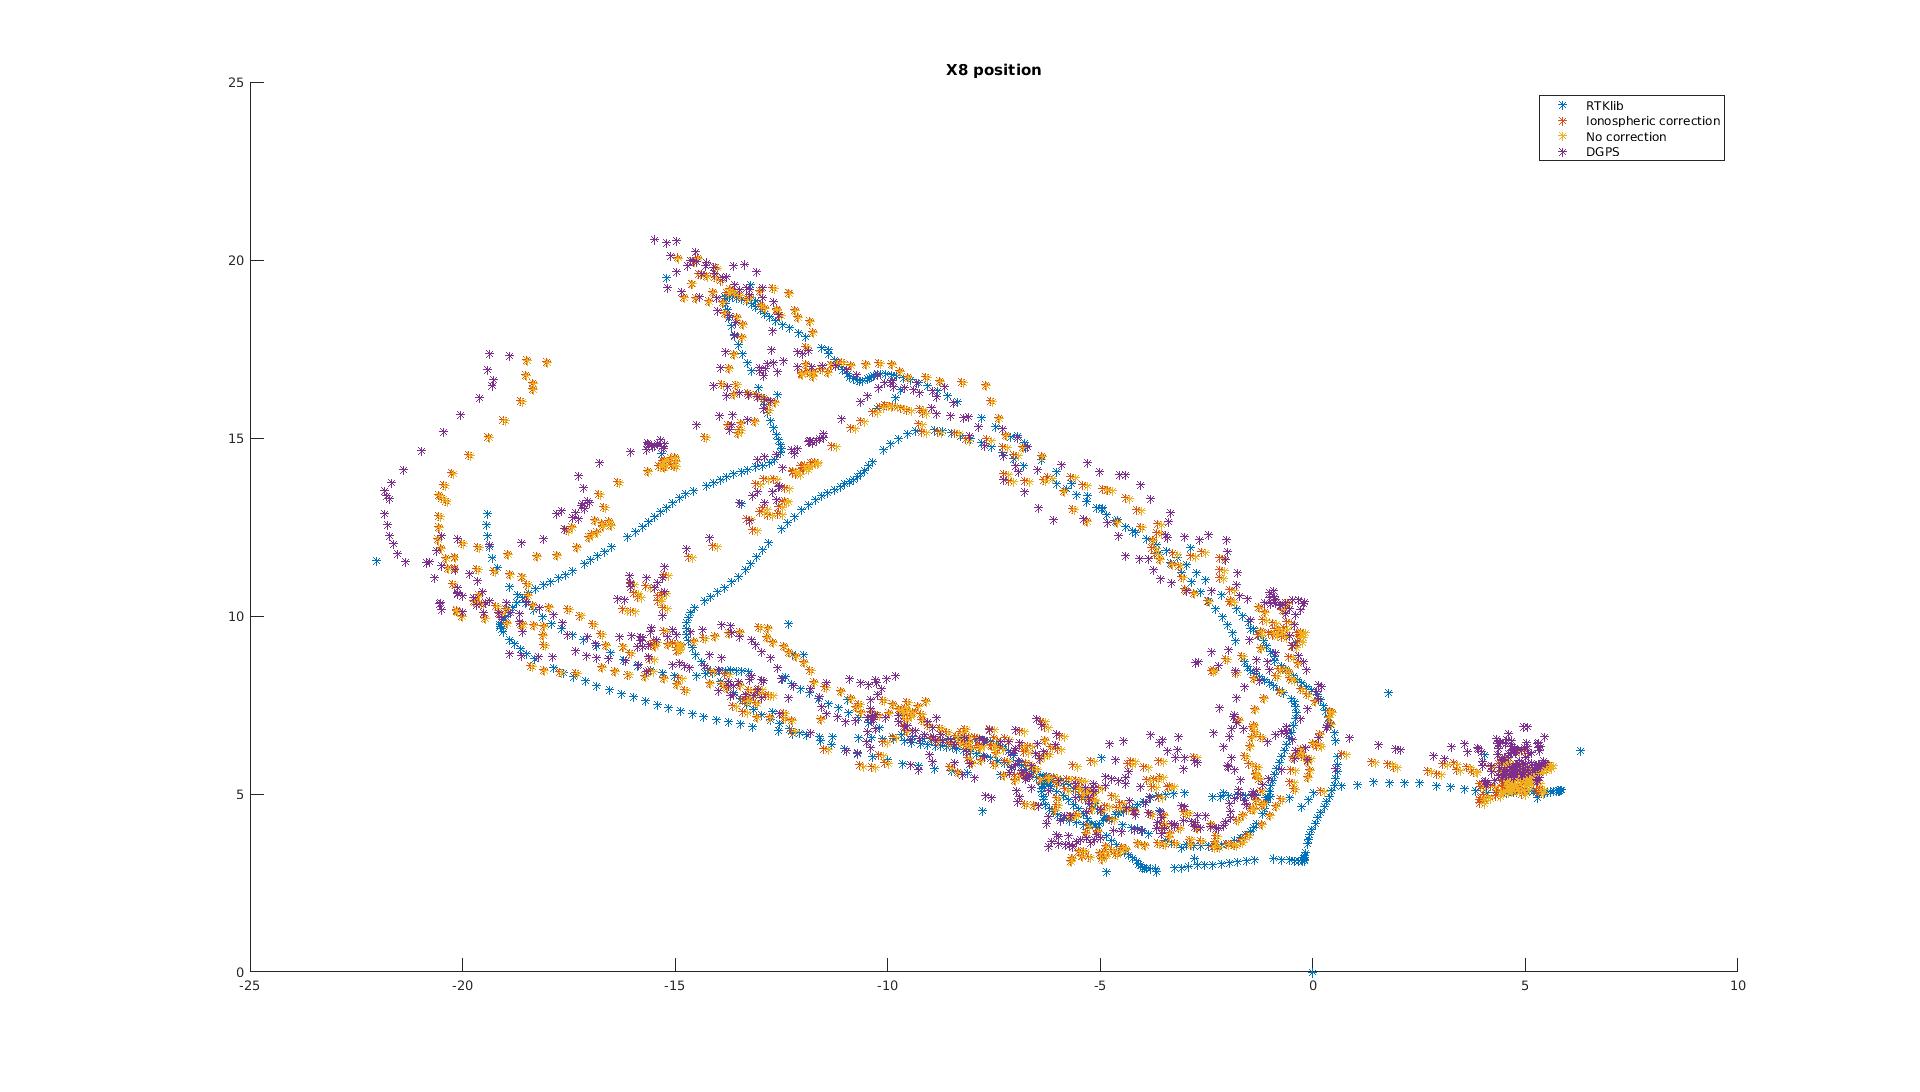 X8 position
25
RTKlib
Ionospheric correction
No correction
DGPS
20
15
10
5
0
-25 -20 -15 -10 -5 0 5 10